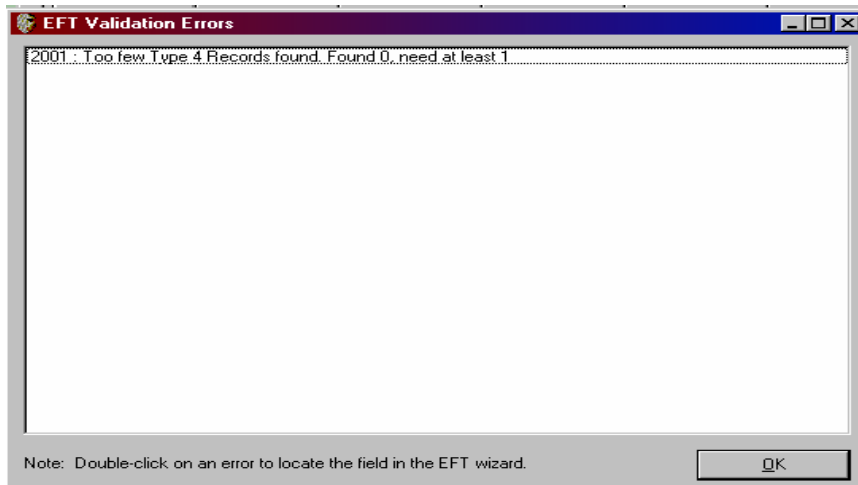 EFT Validation Errors
2001 : Too few Type 4 Records found. Found 0, need at least 1
Note: Double-click on an error to locate the field in the EFT wizard.
OK